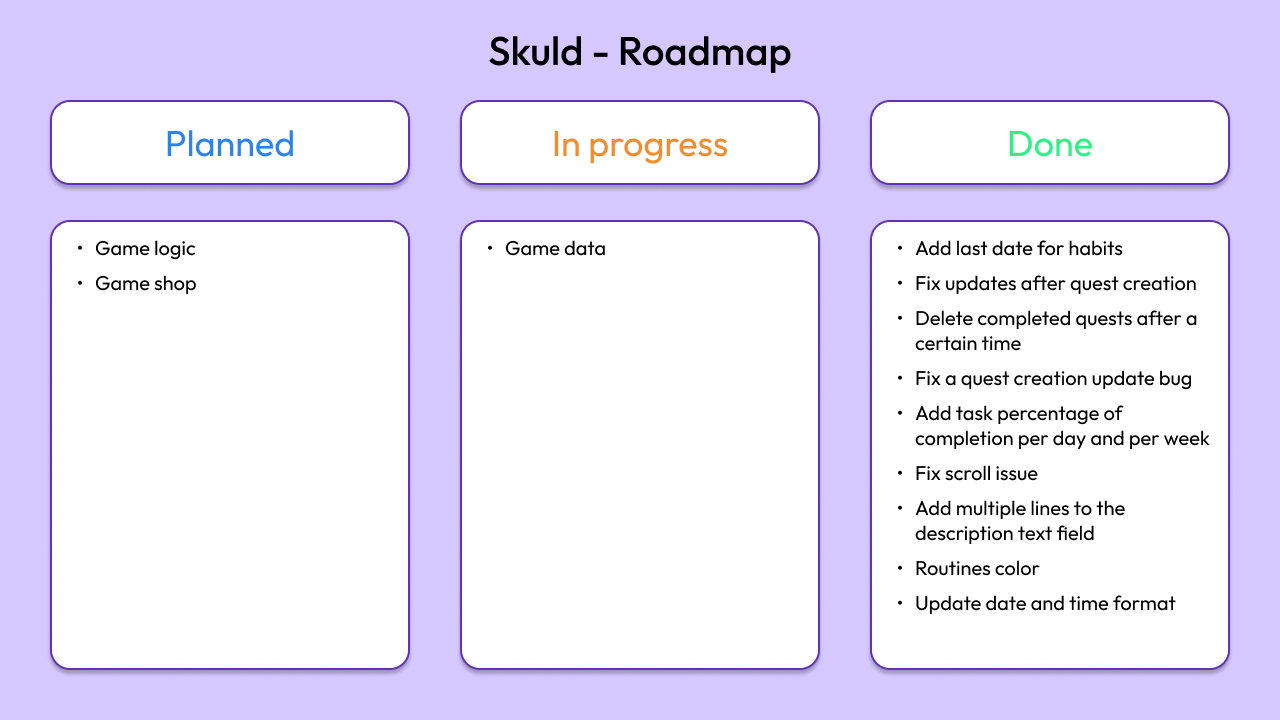 Skuld - Roadmap
Planned
In progress
Done
• Game logic
• Game shop
• Game data
• Add last date for habits
• Fix updates after quest creation
• Delete completed quests after a
certain time
• Fix a quest creation update bug
• Add task percentage of
completion per day and per week
• Fix scroll issue
• Add multiple lines to the
description text field
• Routines color
• Update date and time format